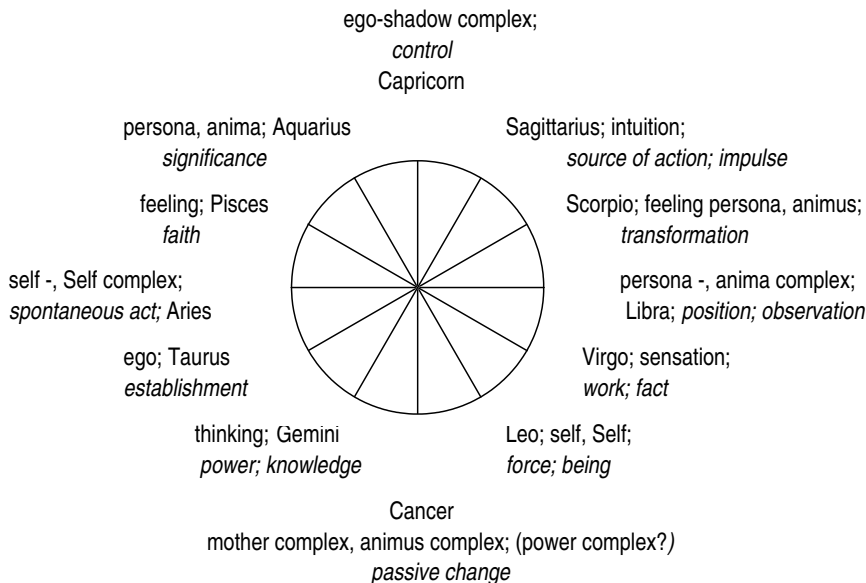 ego-shadow complex;
control
Capricorn
persona, anima; Aquarius
significance
Sagittarius; intuition;
source of action; impulse
feeling; Pisces
faith
Scorpio; feeling persona, animus;
transformation
self -, Self complex;
spontaneous act; Aries
persona -, anima complex;
Libra; position; observation
ego; Taurus
establishment
Virgo; sensation;
work; fact
thinking; Gemini
power; knowledge
Leo; self, Self;
force; being
Cancer
mother complex, animus complex; (power complex?)
passive change